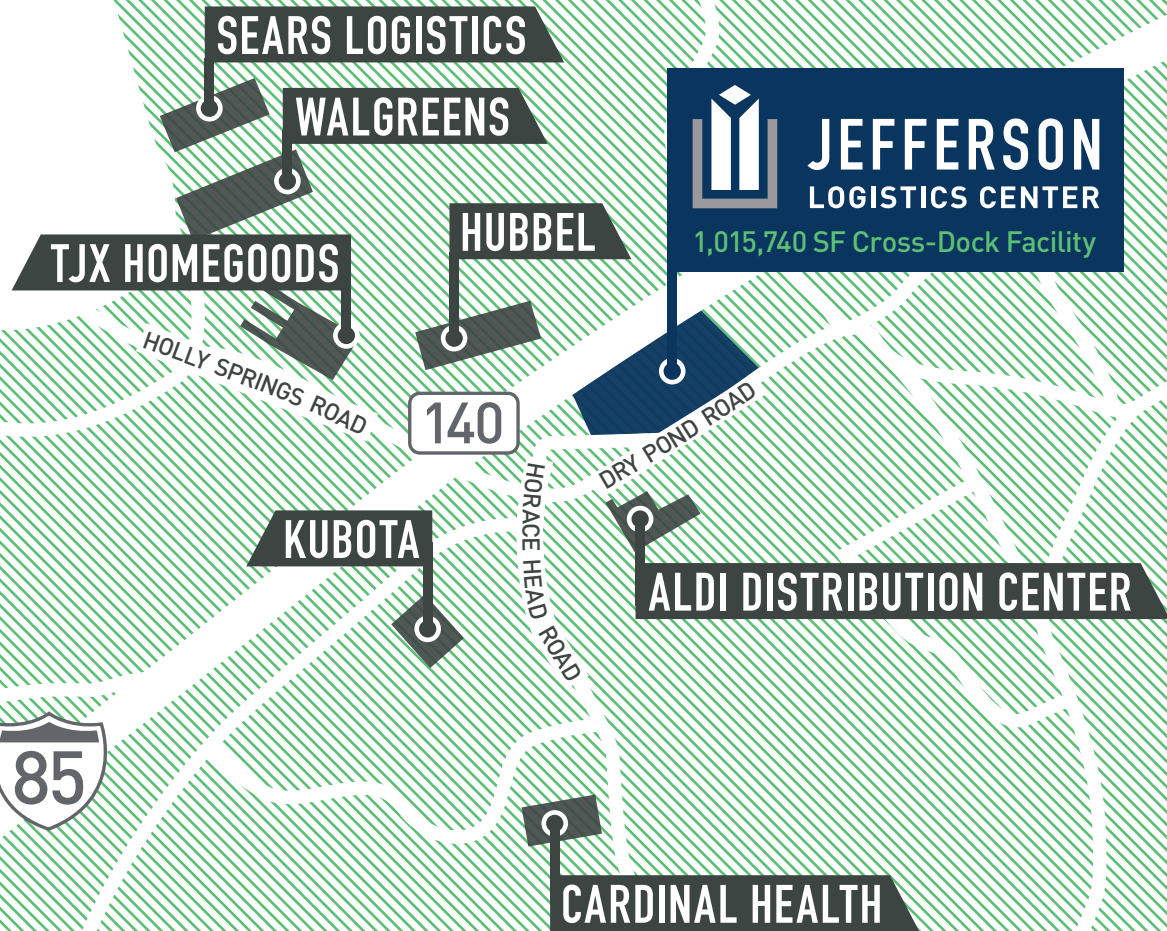 SEARS LOGISTICS
WALGREENS
JEFFERSON
LOGISTICS CENTER
1,015,740 SF Cross-Dock Facility
HUBBEL
TJX HOMEGOODS
HOLLY SPRINGS ROAD
140
DRY POND ROAD
HORACE HEAD ROAD
KUBOTA
ALDI DISTRIBUTION CENTER
85
CARDINAL HEALTH